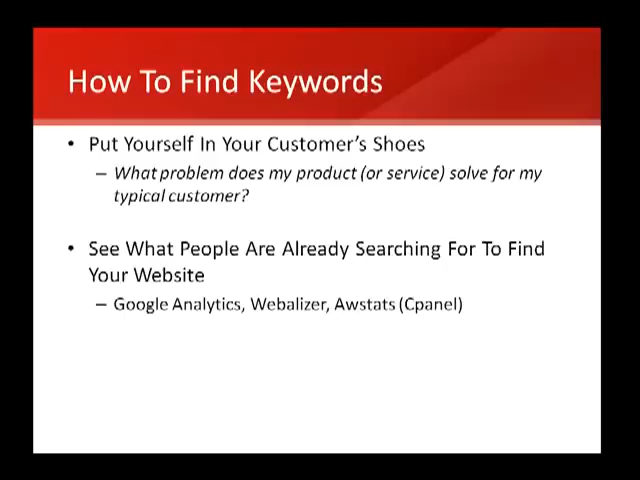 How To Find Keywords
• Put Yourself In Your Customer's Shoes
– What problem does my product (or service) solve for my
typical customer?
• See What People Are Already Searching For To Find
Your Website
– Google Analytics, Webalizer, Awstats (Cpanel)